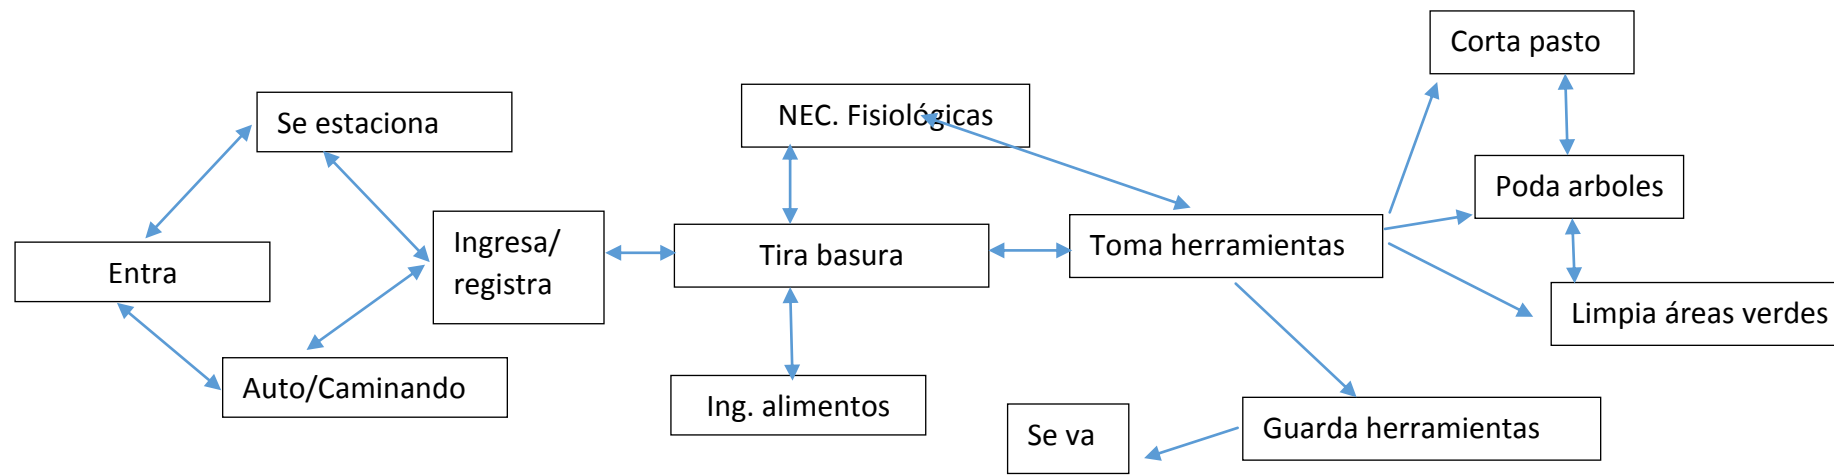 Corta pasto
Se estaciona
NEC. Fisiológicas
Poda arboles
Ingresa/
registra
Tira basura
Toma herramientas
Entra
Limpia áreas verdes
Auto/Caminando
Ing. alimentos
Se va
Guarda herramientas